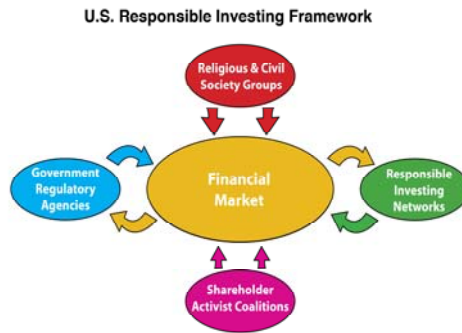 U.S. Responsible Investing Framework
Religious & Civil
Society Groups
Government
Regulatory
Agencies
Financial
Market
Responsible
Investing
Networks
Shareholder
Activist Coalitions